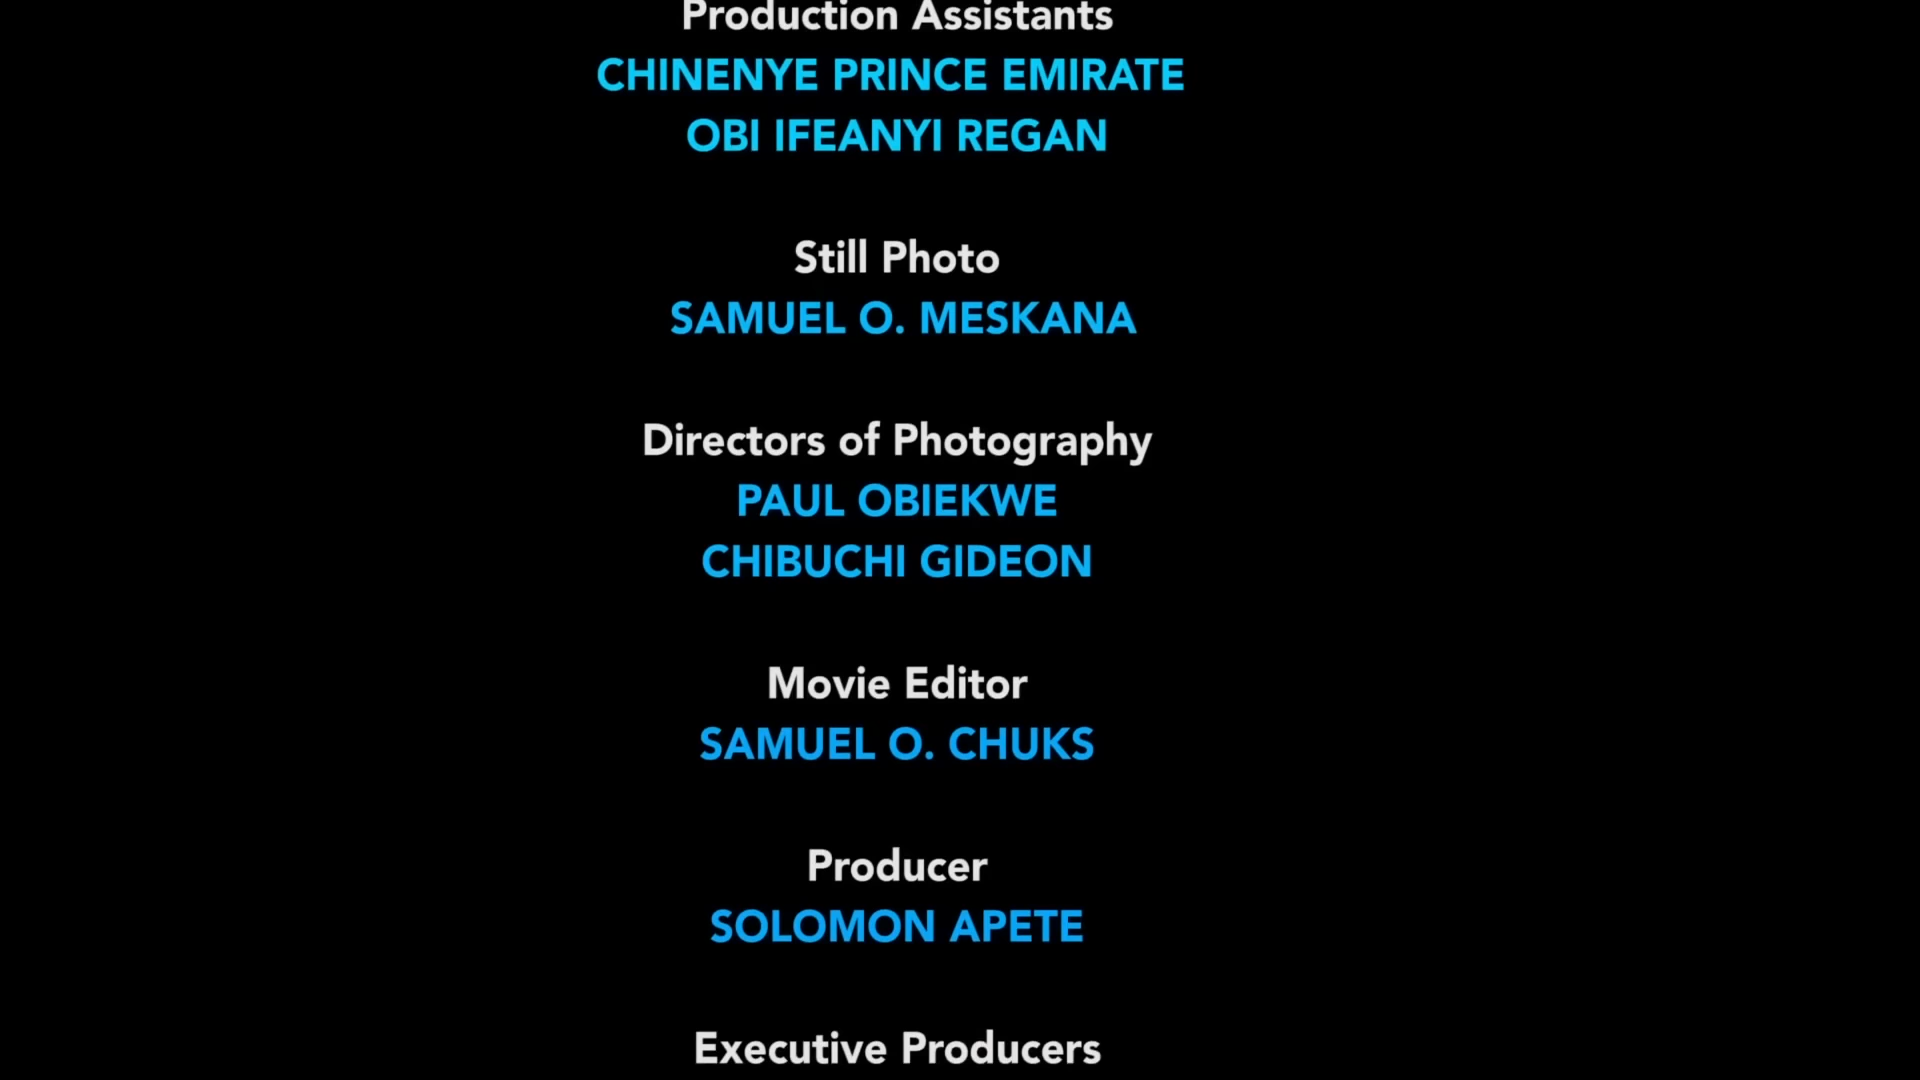 Production Assistants
CHINENYE PRINCE EMIRATE
OBI IFEANYI REGAN
Still Photo
SAMUEL O. MESKANA
Directors of Photography
PAUL OBIEKWE
CHIBUCHI GIDEON
Movie Editor
SAMUEL O. CHUKS
Producer
SOLOMON APETE
Executive Producers